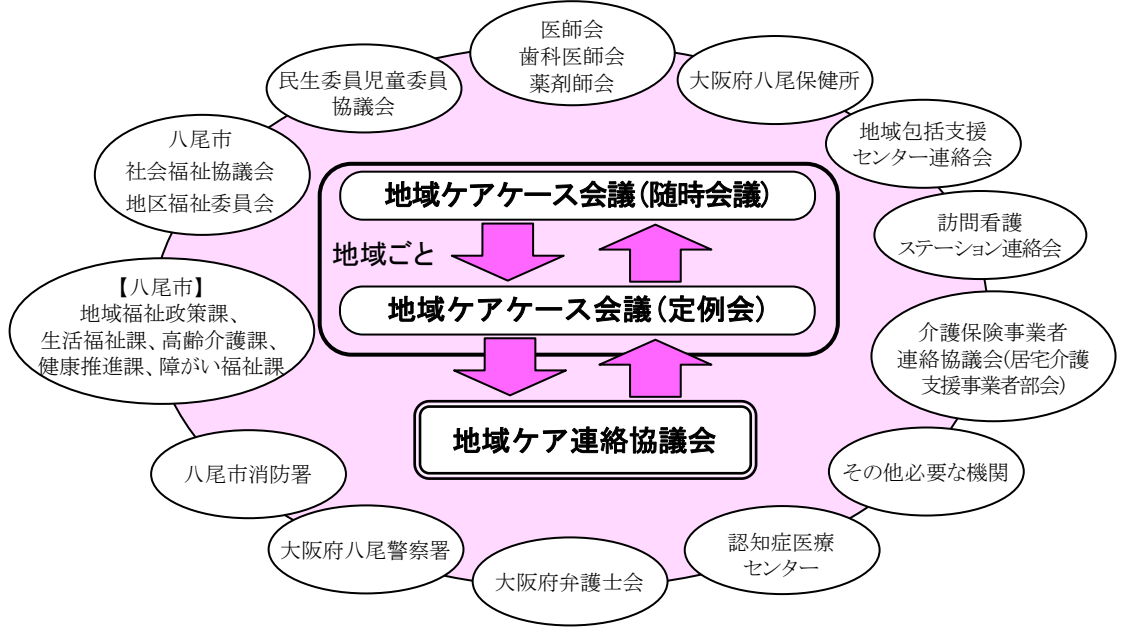 医師会
歯科医師会
薬剤師会
民生委員児童委員
協議会
大阪府八尾保健所
八尾市
社会福祉協議会
地区福祉委員会
地域包括支援
センター連絡会
地域ケアケース会議(随時会議)
地域ごと
訪問看護
ステーション連絡会
【八尾市】
地域福祉政策課、
生活福祉課、高齢介護課、
健康推進課、障がい福祉課
地域ケアケース会議(定例会)
介護保険事業者
連絡協議会(居宅介護
支援事業者部会)
地域ケア連絡協議会
八尾市消防署
その他必要な機関
大阪府八尾警察署
認知症医療
センター
大阪府弁護士会